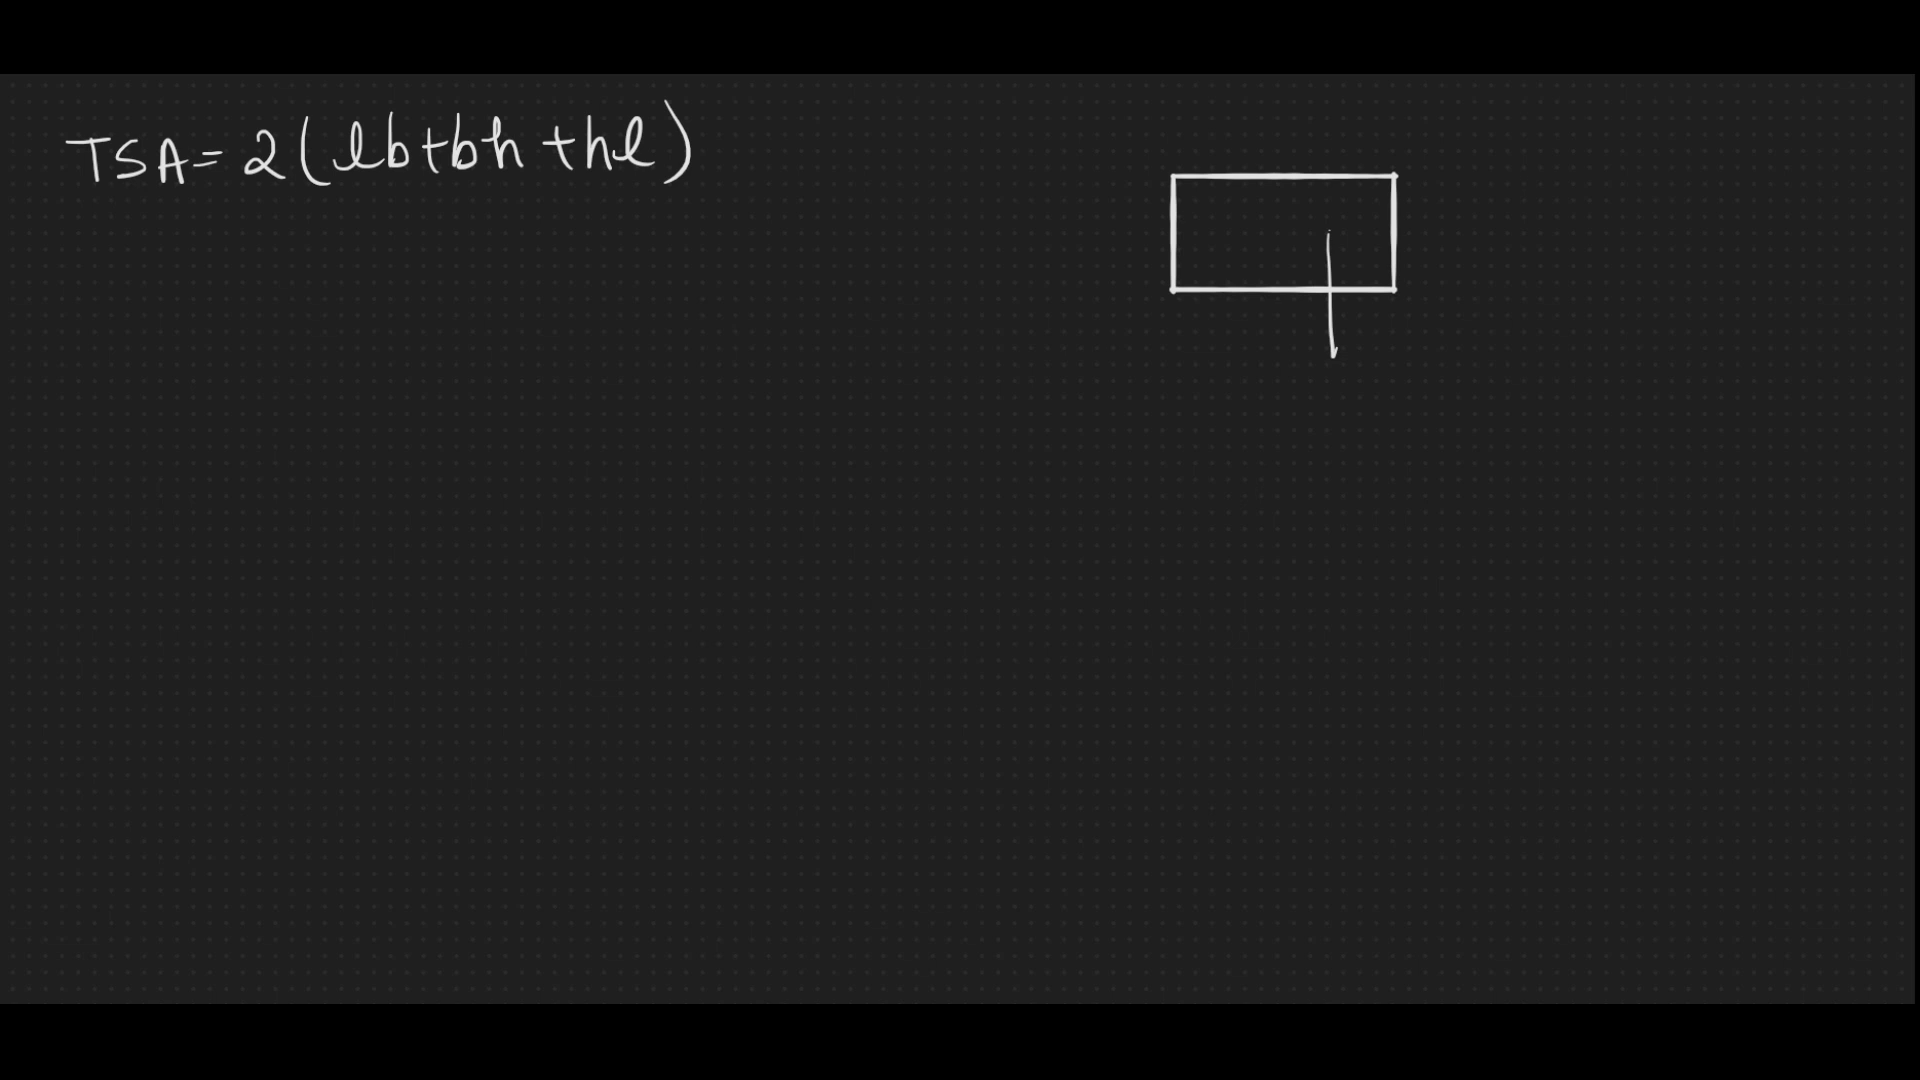 TSA = 2(lb+bh+hl)